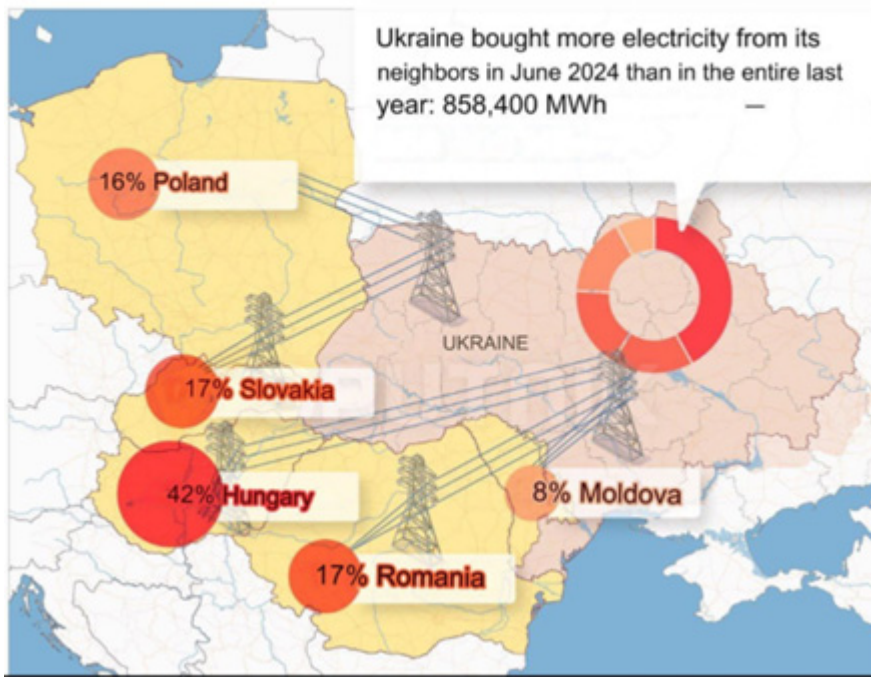 Ukraine bought more electricity from its
neighbors in June 2024 than in the entire last
year: 858,400 MWh —
16% Poland
UKRAINE
17% Slovakia
42% Hungary
8% Moldova
17% Romania